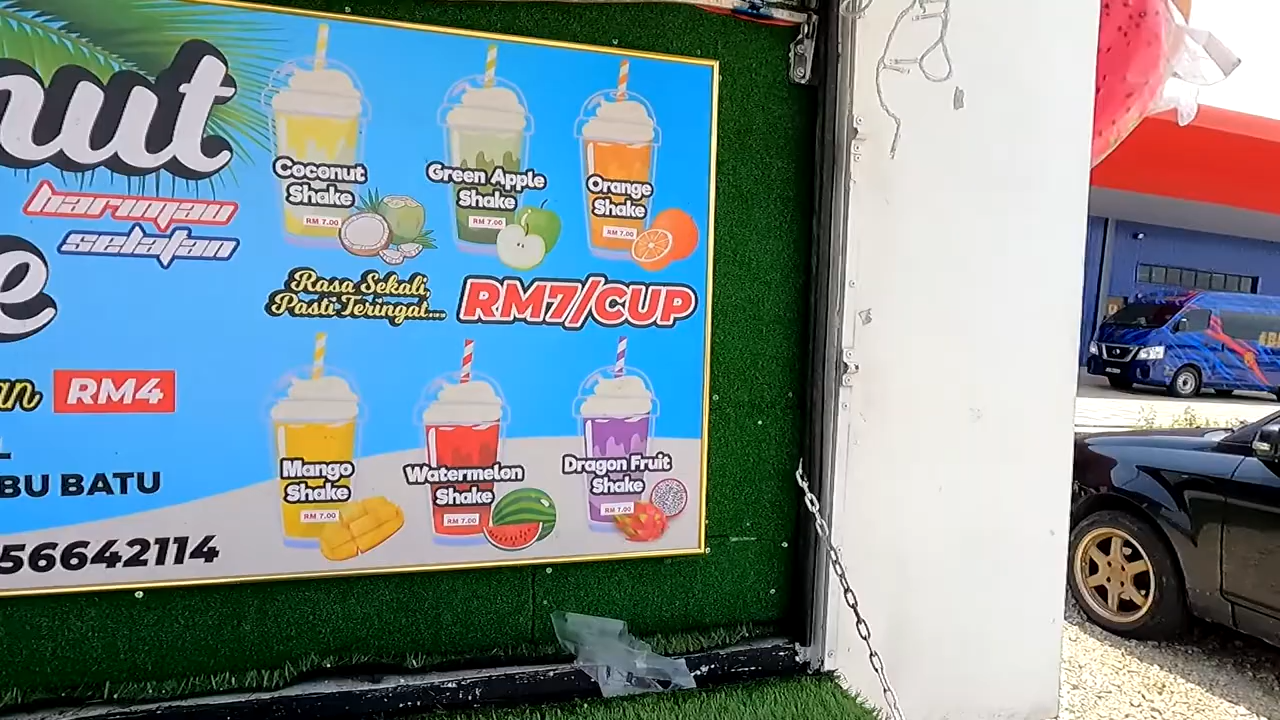 nut
harimau
selatan
e
an RM4
BU BATU
56642114
Coconut
Shake
RM 7.00
Green Apple
Shake
RM 7.00
Orange
Shake
RM 7.00
Rasa Sekali,
Pasti Teringat....
RM7/CUP
Mango
Shake
RM 7.00
Watermelon
Shake
RM 7.00
Dragon Fruit
Shake
RM 7.00